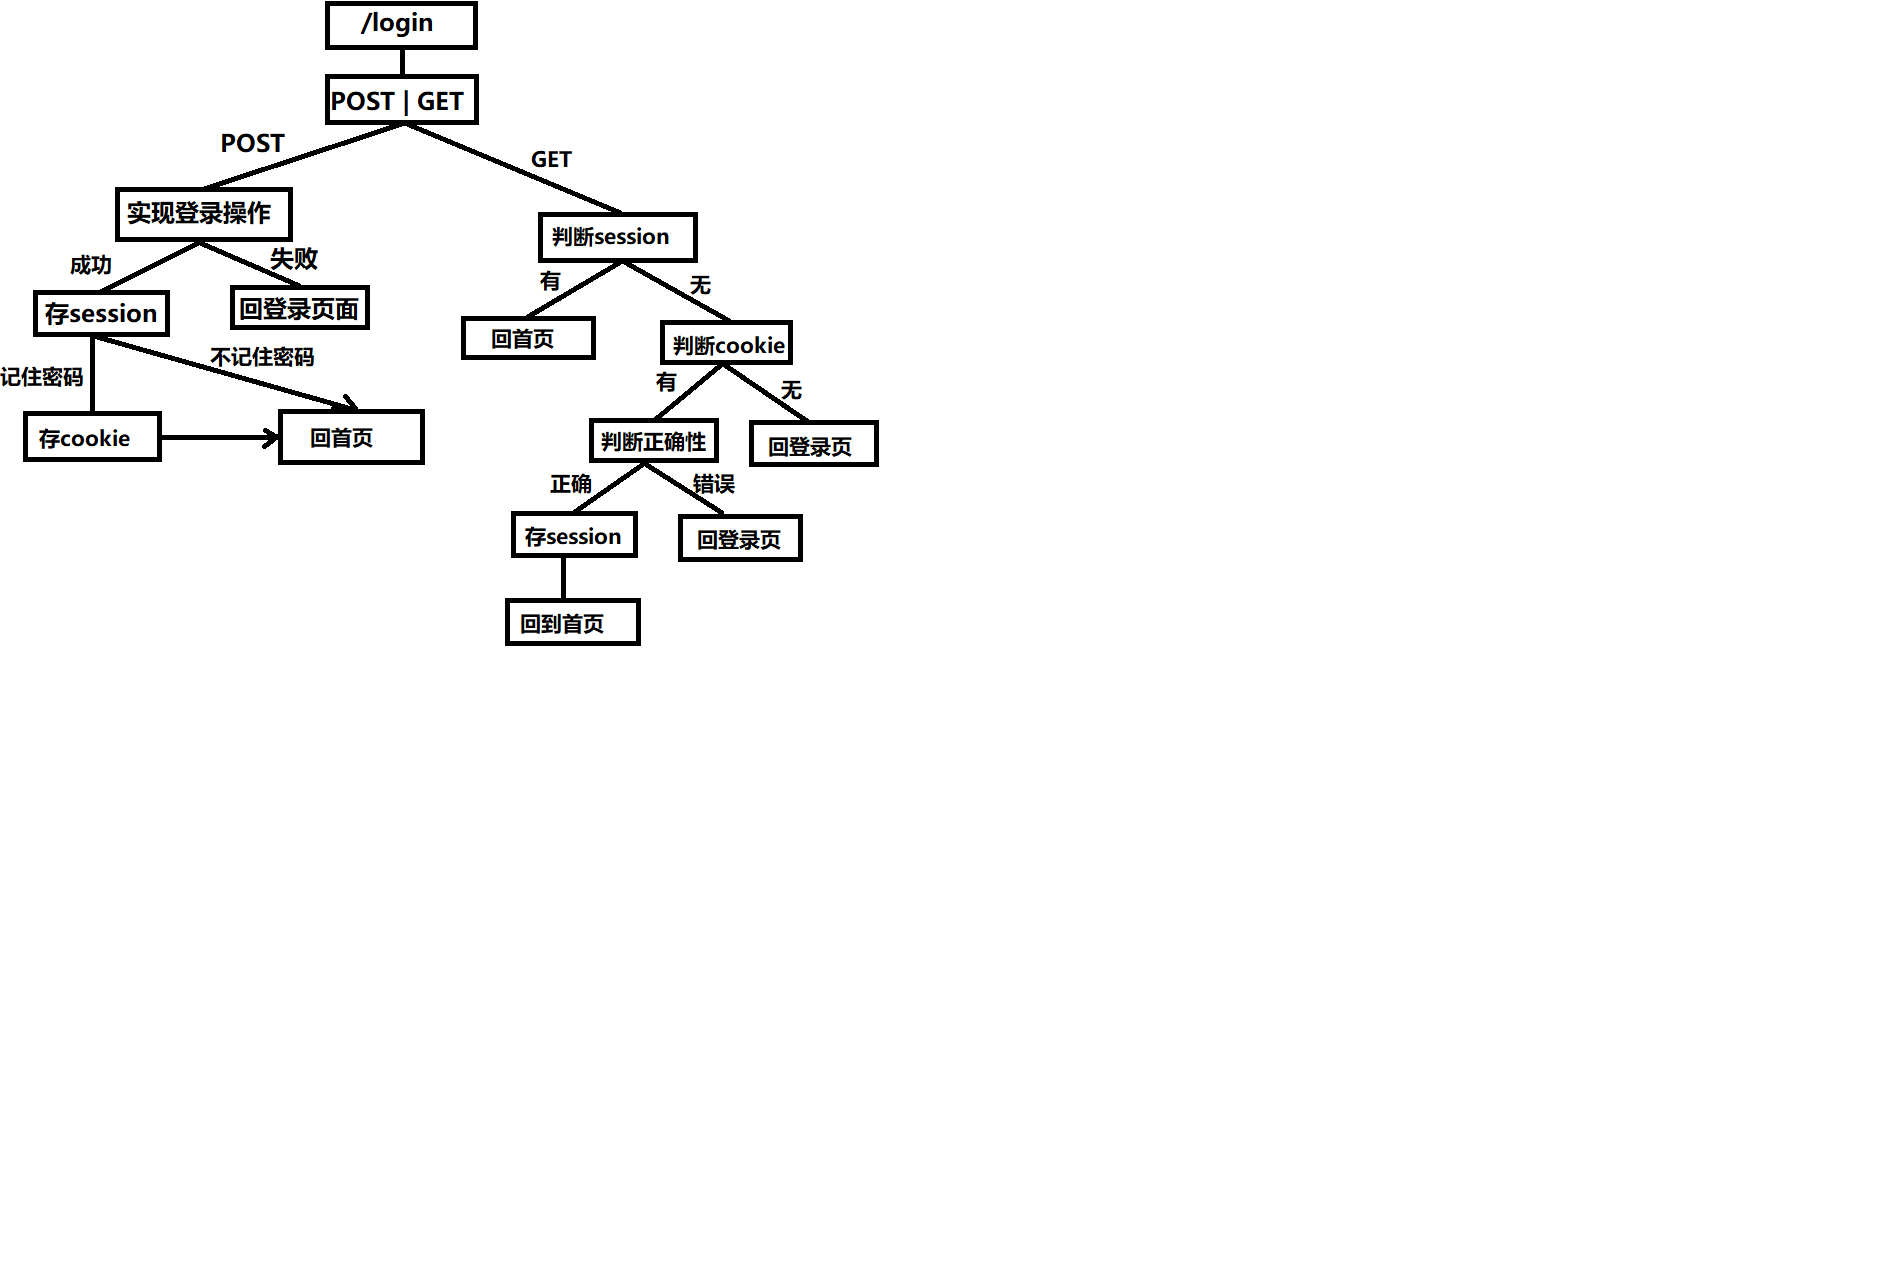 /login
POST | GET
POST
GET
实现登录操作
判断session
成功
失败
有
无
存session
回登录页面
回首页
判断cookie
不记住密码
记住密码
有
无
存cookie
回首页
判断正确性
回登录页
正确
错误
存session
回登录页
回到首页